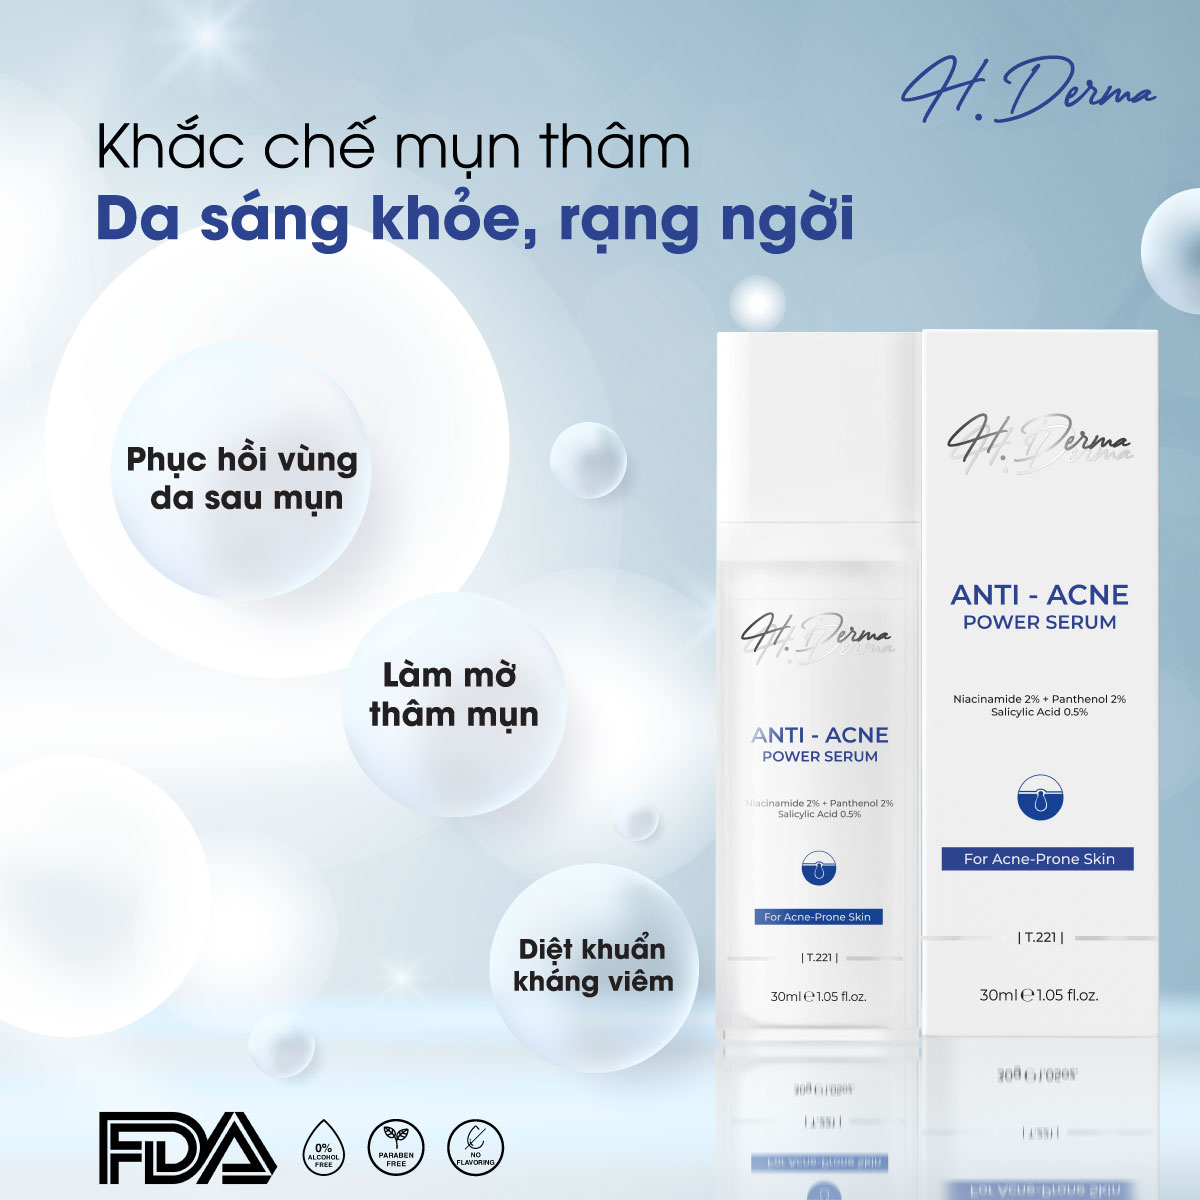 H. Derma
Khắc chế mụn thâm
Da sáng khỏe, rạng ngời
Phục hồi vùng
da sau mụn
Làm mờ
thâm mụn
Diệt khuẩn
kháng viêm
H. Derma
ANTI - ACNE
POWER SERUM
Niacinamide 2% + Panthenol 2%
Salicylic Acid 0.5%
For Acne-Prone Skin
| T.221 |
30ml ℮ 1.05 fl.oz.
H. Derma
ANTI - ACNE
POWER SERUM
Niacinamide 2% + Panthenol 2%
Salicylic Acid 0.5%
For Acne-Prone Skin
| T.221 |
30ml ℮ 1.05 fl.oz.
FDA
0%
ALCOHOL
FREE
PARABEN
FREE
NO
FLAVORING